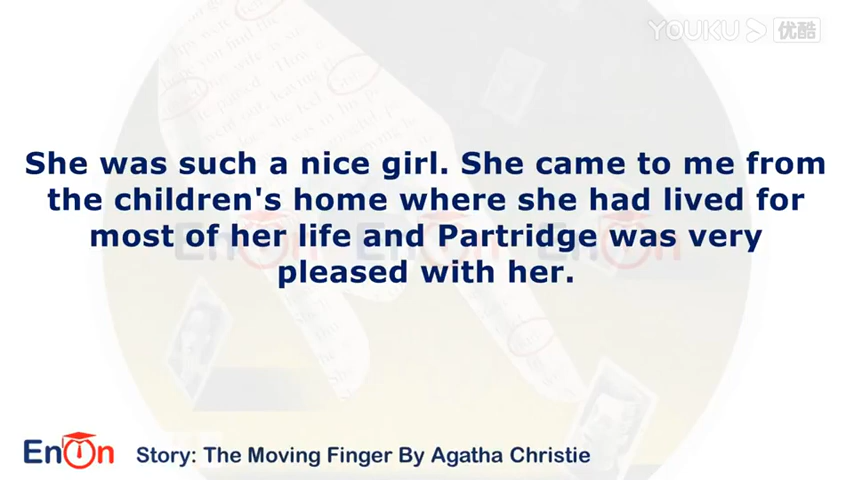 YOUKU 优酷
She was such a nice girl. She came to me from
the children's home where she had lived for
most of her life and Partridge was very
pleased with her.
EnOn
Story: The Moving Finger By Agatha Christie